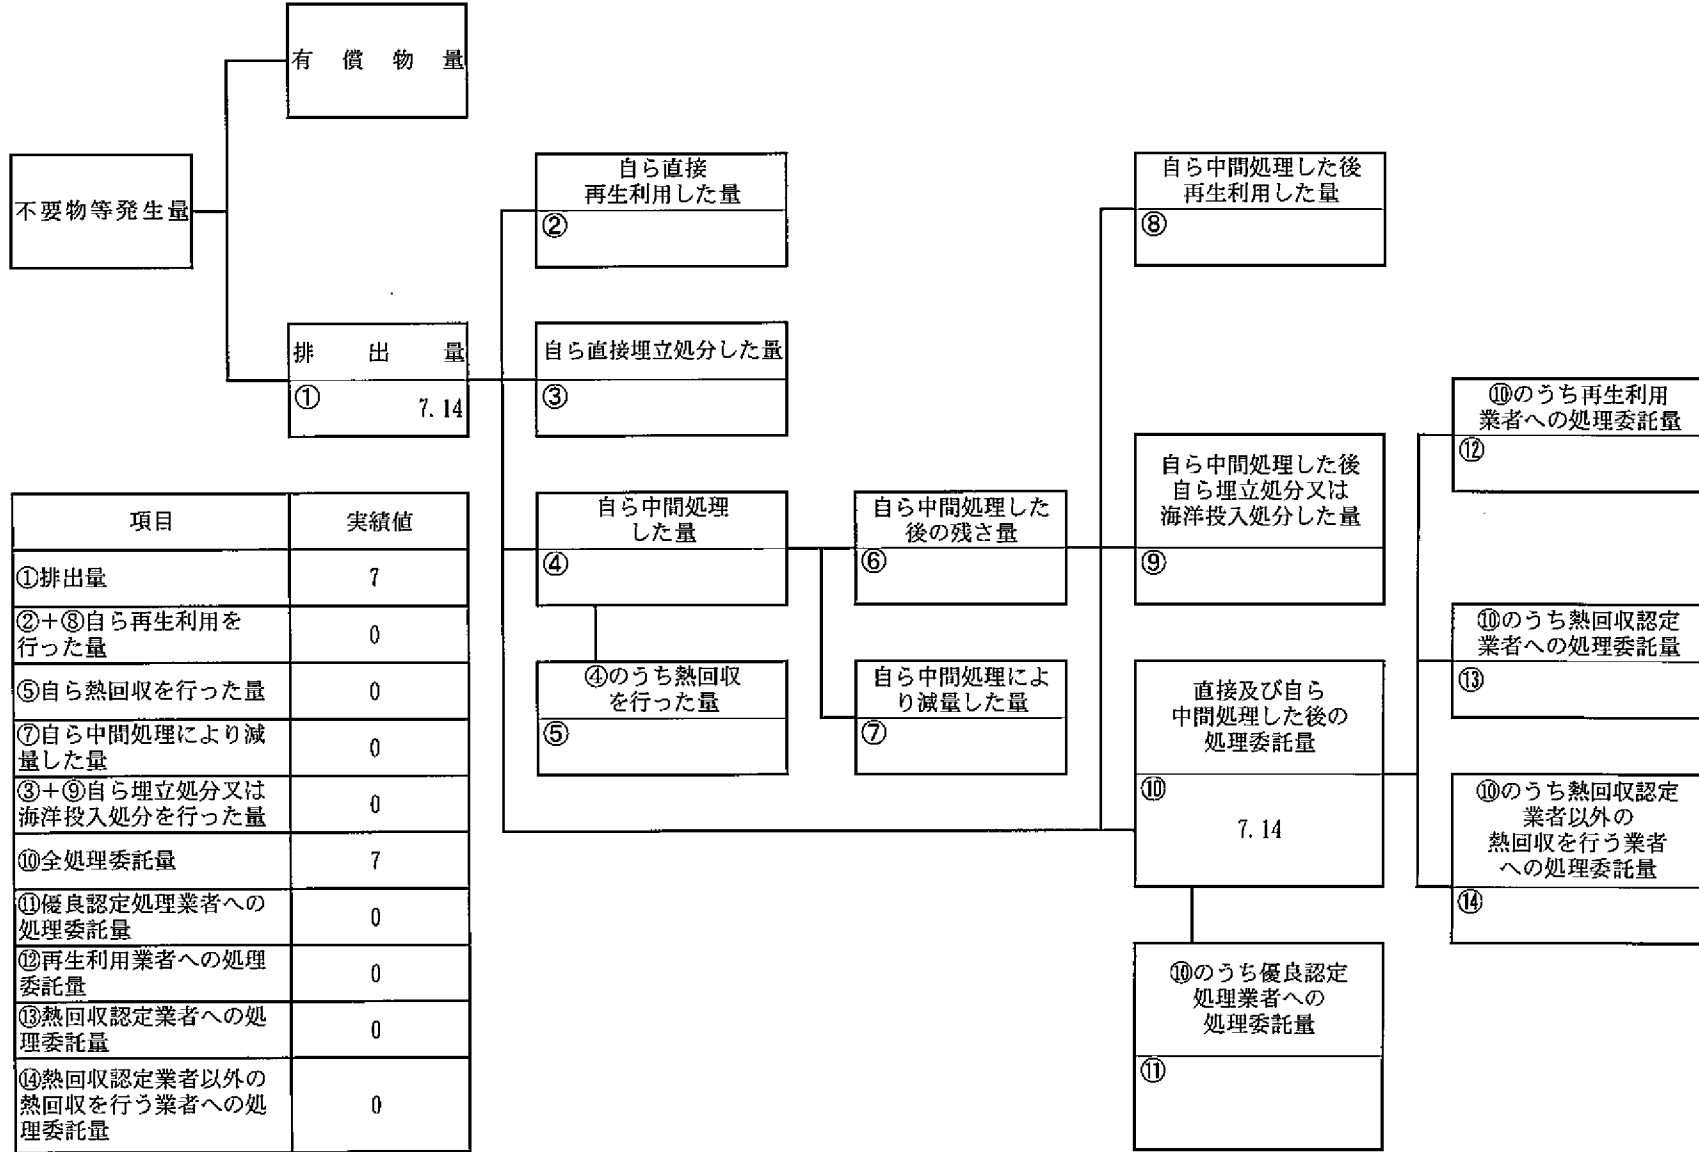 有償物量
不要物等発生量
排出量
①
7.14
自ら直接
再生利用した量
②
自ら直接埋立処分した量
③
自ら中間処理
した量
④
④のうち熱回収
を行った量
⑤
自ら中間処理した
後の残さ量
⑥
自ら中間処理によ
り減量した量
⑦
自ら中間処理した後
再生利用した量
⑧
自ら中間処理した後
自ら埋立処分又は
海洋投入処分した量
⑨
直接及び自ら
中間処理した後の
処理委託量
⑩
7.14
⑩のうち優良認定
処理業者への
処理委託量
⑪
⑩のうち再生利用
業者への処理委託量
⑫
⑩のうち熱回収認定
業者への処理委託量
⑬
⑩のうち熱回収認定
業者以外の
熱回収を行う業者
への処理委託量
⑭
項目 実績値
①排出量 7
②+⑧自ら再生利用を
行った量 0
⑤自ら熱回収を行った量 0
⑦自ら中間処理により減
量した量 0
③+⑨自ら埋立処分又は
海洋投入処分を行った量 0
⑩全処理委託量 7
⑪優良認定処理業者への
処理委託量 0
⑫再生利用業者への処理
委託量 0
⑬熱回収認定業者への処
理委託量 0
⑭熱回収認定業者以外の
熱回収を行う業者への処
理委託量 0